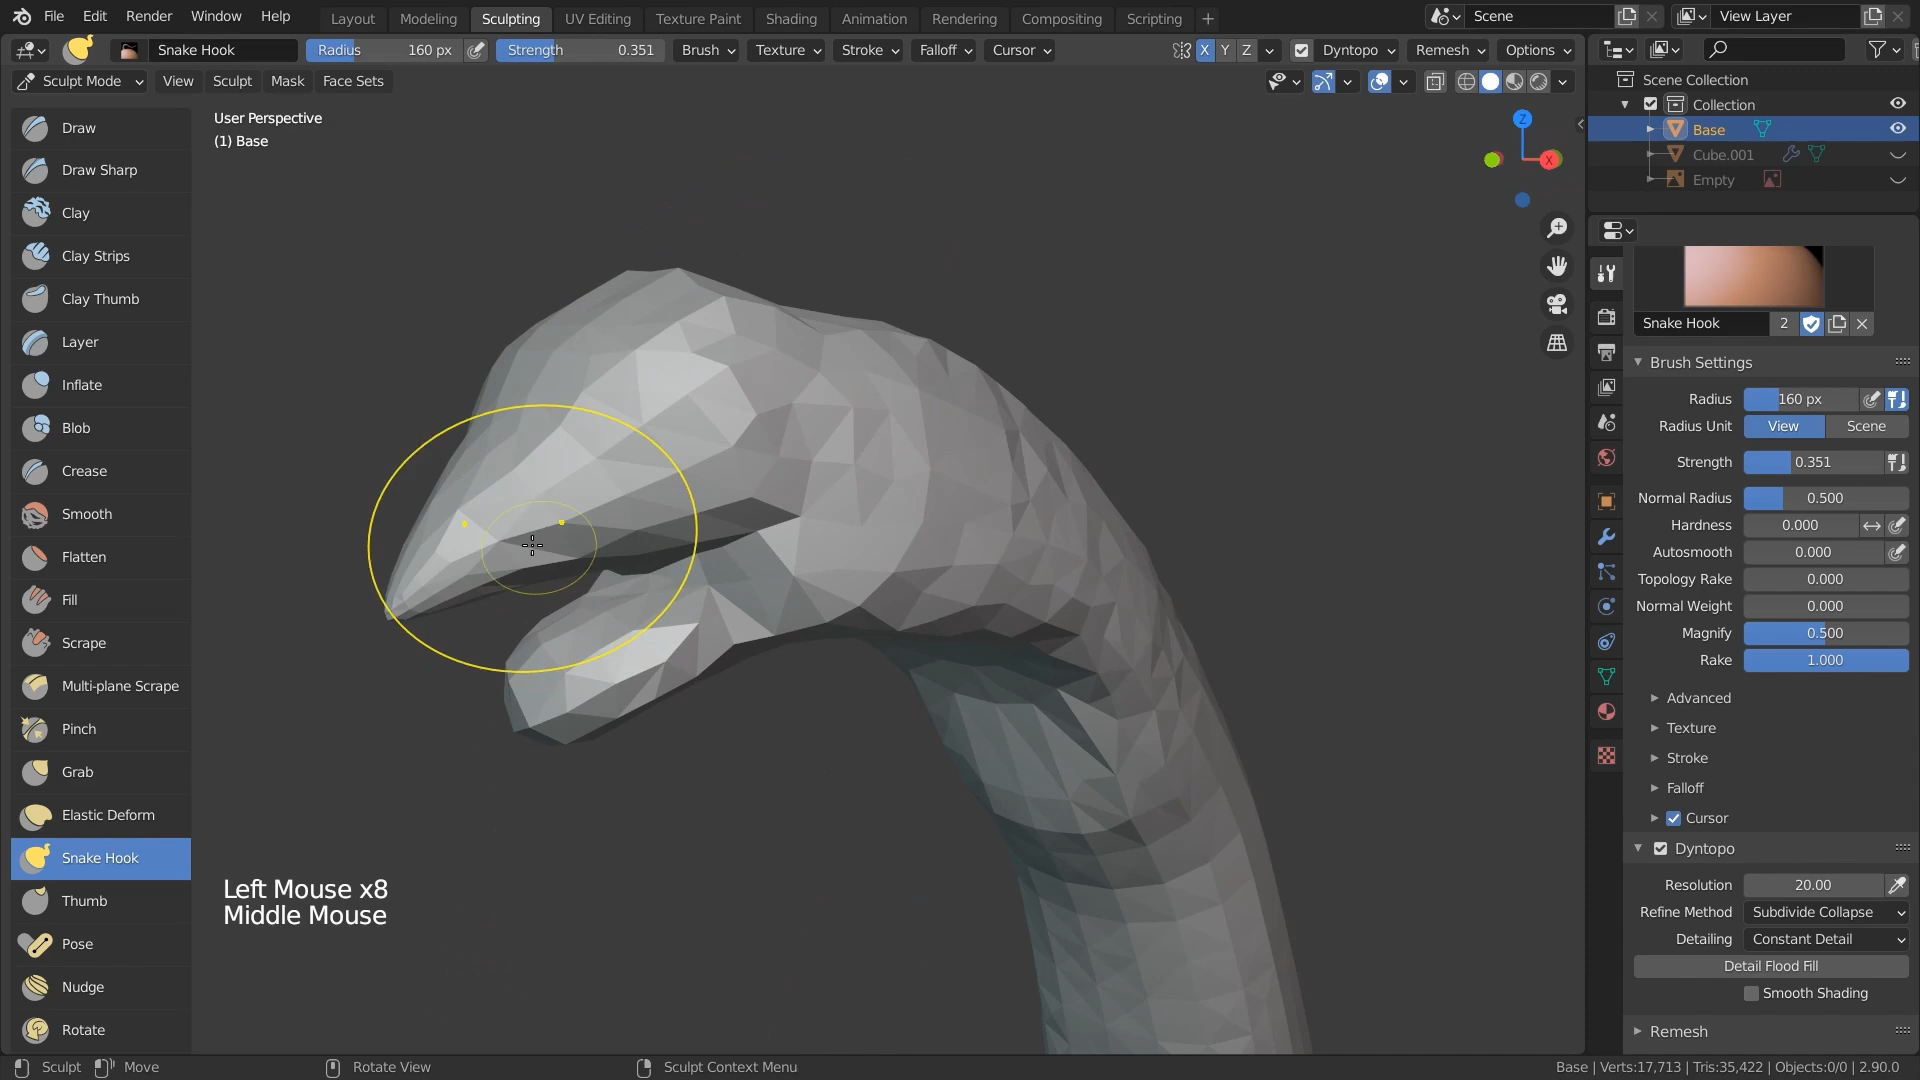 File Edit Render Window Help Layout Modeling Sculpting UV Editing Texture Paint Shading Animation Rendering Compositing Scripting + Scene View Layer
Snake Hook Radius 160 px Strength 0.351 Brush Texture Stroke Falloff Cursor X Y Z Dyntopo Remesh Options
Sculpt Mode View Sculpt Mask Face Sets
Scene Collection
Collection
Base
Cube.001
Empty
User Perspective
(1) Base
Z
X
Draw
Draw Sharp
Clay
Clay Strips
Clay Thumb
Layer
Inflate
Blob
Crease
Smooth
Flatten
Fill
Scrape
Multi-plane Scrape
Pinch
Grab
Elastic Deform
Snake Hook
Thumb
Pose
Nudge
Rotate
Left Mouse x8
Middle Mouse
Snake Hook 2
Brush Settings
Radius 160 px
Radius Unit View Scene
Strength 0.351
Normal Radius 0.500
Hardness 0.000
Autosmooth 0.000
Topology Rake 0.000
Normal Weight 0.000
Magnify 0.500
Rake 1.000
Advanced
Texture
Stroke
Falloff
Cursor
Dyntopo
Resolution 20.00
Refine Method Subdivide Collapse
Detailing Constant Detail
Detail Flood Fill
Smooth Shading
Remesh
Sculpt Move Rotate View Sculpt Context Menu Base | Verts:17,713 | Tris:35,422 | Objects:0/0 | 2.90.0